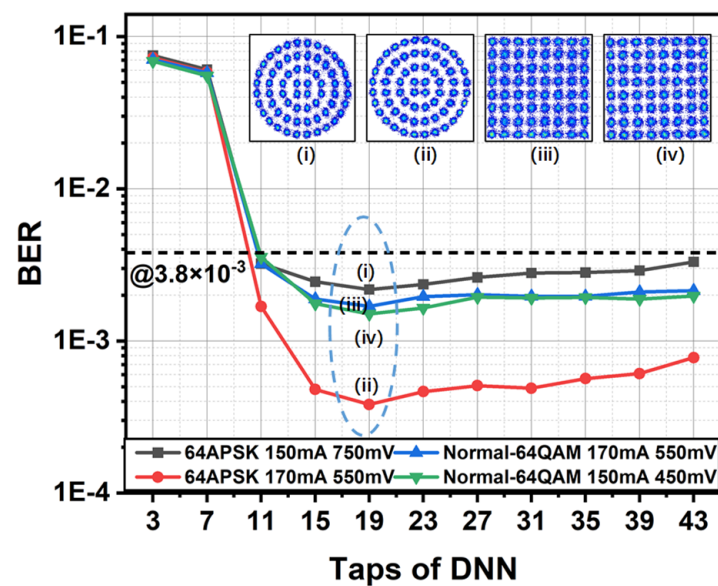 1E-1
1E-2
1E-3
1E-4
BER
(i)
(ii)
(iii)
(iv)
@3.8×10⁻³
(i)
(iii)
(iv)
(ii)
64APSK 150mA 750mV
Normal-64QAM 170mA 550mV
64APSK 170mA 550mV
Normal-64QAM 150mA 450mV
3 7 11 15 19 23 27 31 35 39 43
Taps of DNN